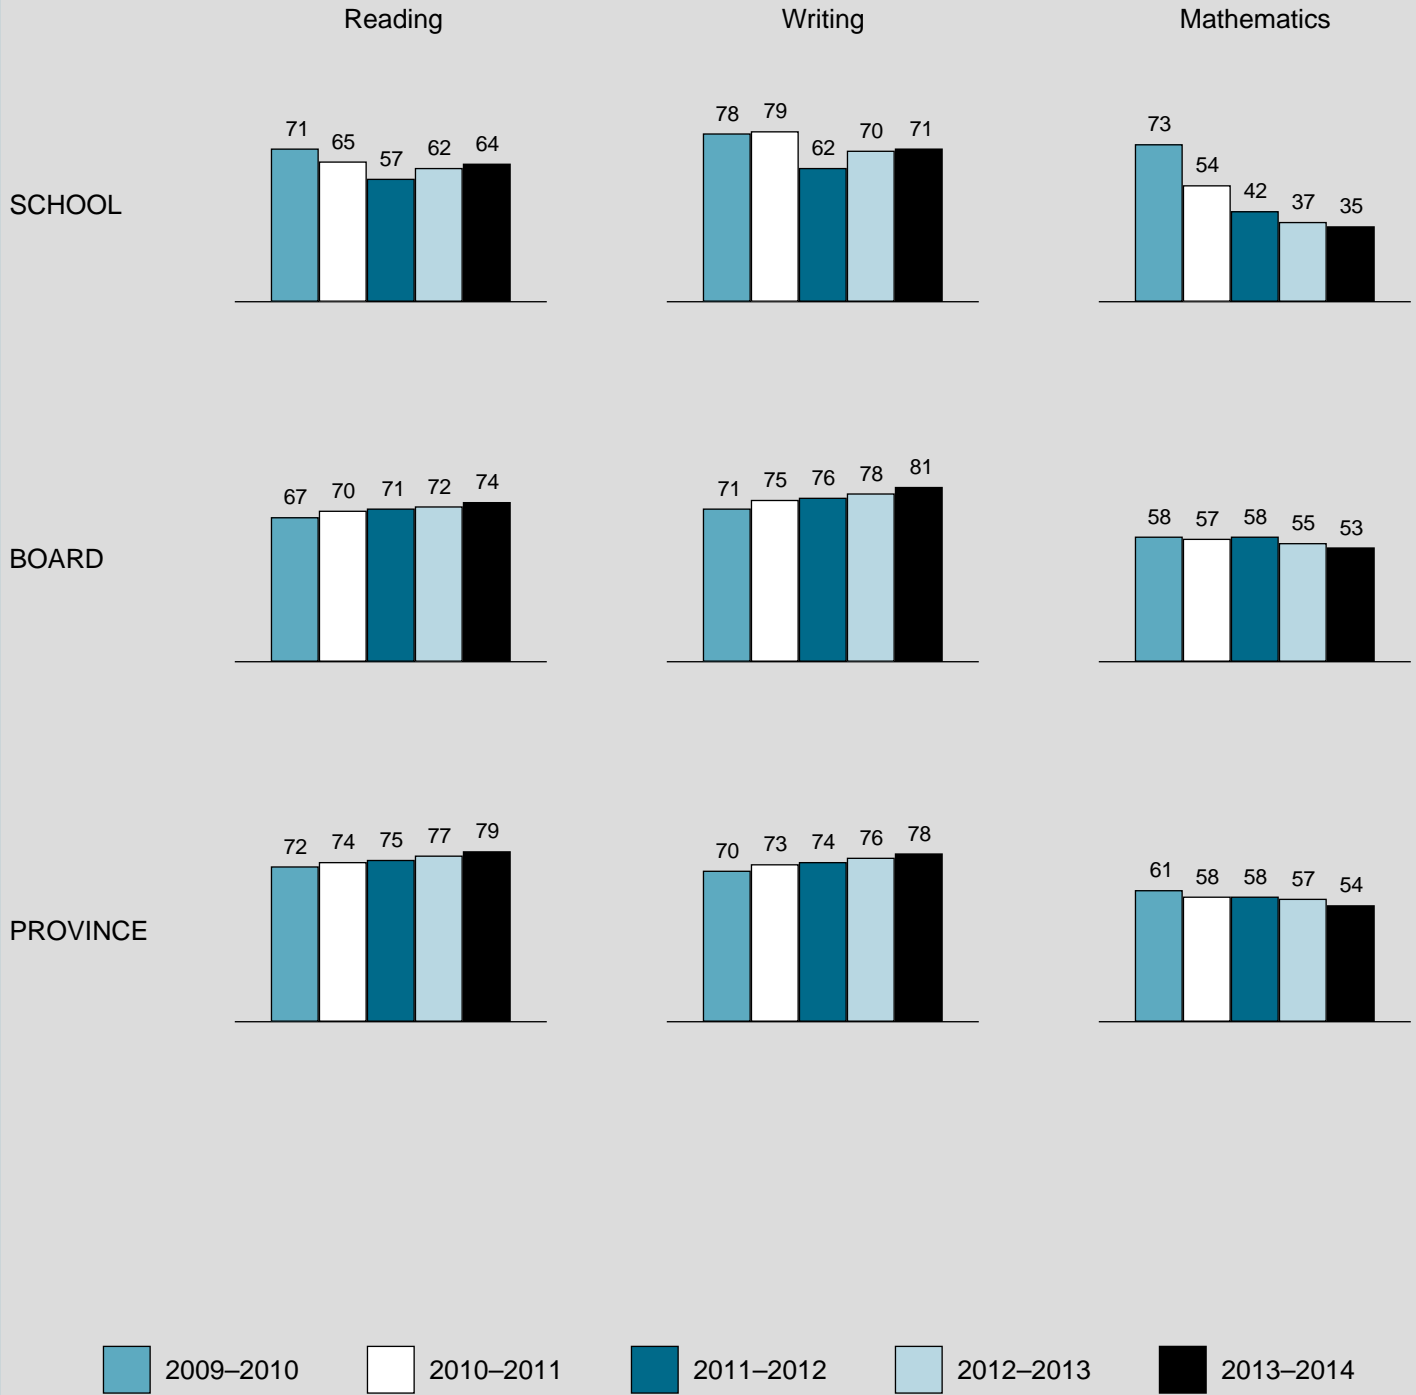 Reading Writing Mathematics
SCHOOL
71 65 57 62 64
78 79 62 70 71
73 54 42 37 35
BOARD
67 70 71 72 74
71 75 76 78 81
58 57 58 55 53
PROVINCE
72 74 75 77 79
70 73 74 76 78
61 58 58 57 54
2009–2010 2010–2011 2011–2012 2012–2013 2013–2014